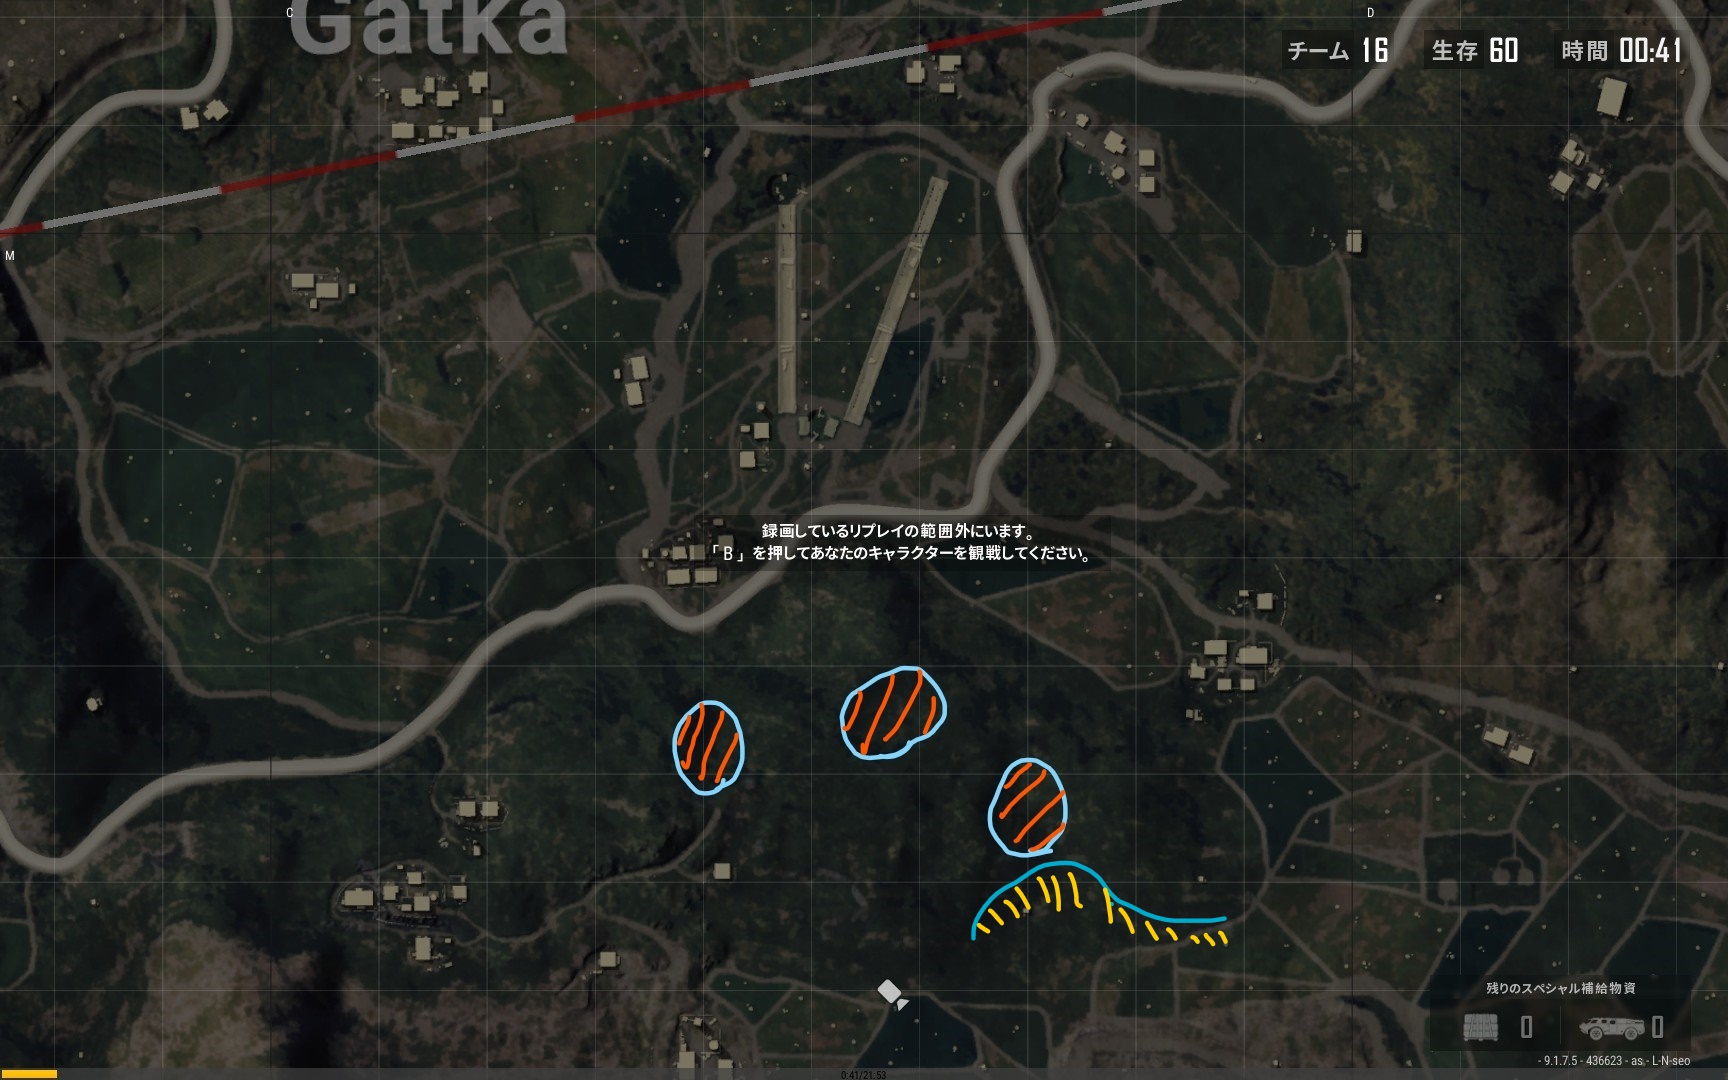 C
D
Gatka
チーム 16 生存 60 時間 00:41
M
録画しているリプレイの範囲外にいます。
「 B 」 を押してあなたのキャラクターを観戦してください。
残りのスペシャル補給物資
0 0
- 9.1.7.5 - 436623 - as - L-N-seo
0:41/21:53